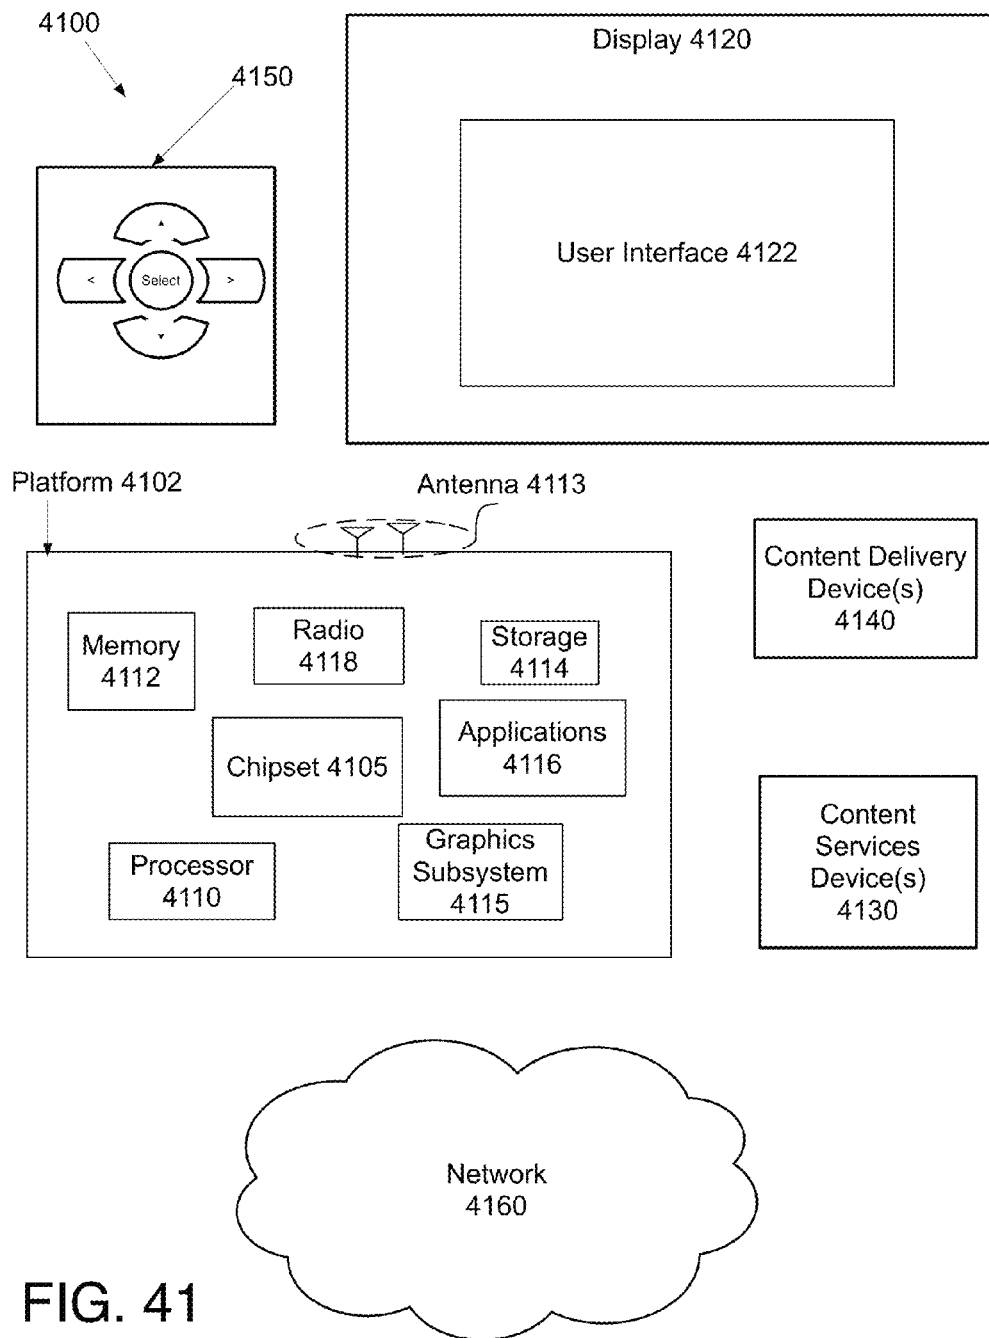 4100
4150
Display 4120
User Interface 4122
<
Select
>
Platform 4102
Antenna 4113
Memory
4112
Radio
4118
Storage
4114
Chipset 4105
Applications
4116
Processor
4110
Graphics
Subsystem
4115
Content Delivery
Device(s)
4140
Content
Services
Device(s)
4130
Network
4160
FIG. 41